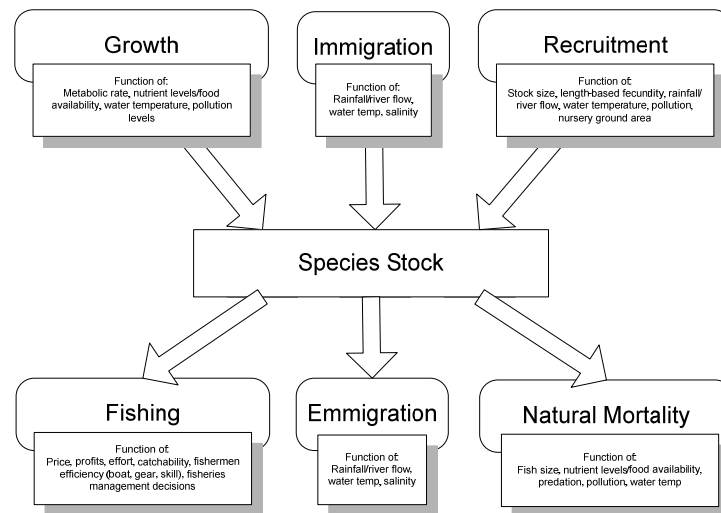 Growth
Function of:
Metabolic rate, nutrient levels/food
availability, water temperature, pollution
levels
Immigration
Function of:
Rainfall/river flow,
water temp, salinity
Recruitment
Function of:
Stock size, length-based fecundity, rainfall/
river flow, water temperature, pollution,
nursery ground area
Species Stock
Fishing
Function of:
Price, profits, effort, catchability, fishermen
efficiency (boat, gear, skill), fisheries
management decisions
Emmigration
Function of:
Rainfall/river flow,
water temp, salinity
Natural Mortality
Function of:
Fish size, nutrient levels/food availability,
predation, pollution, water temp